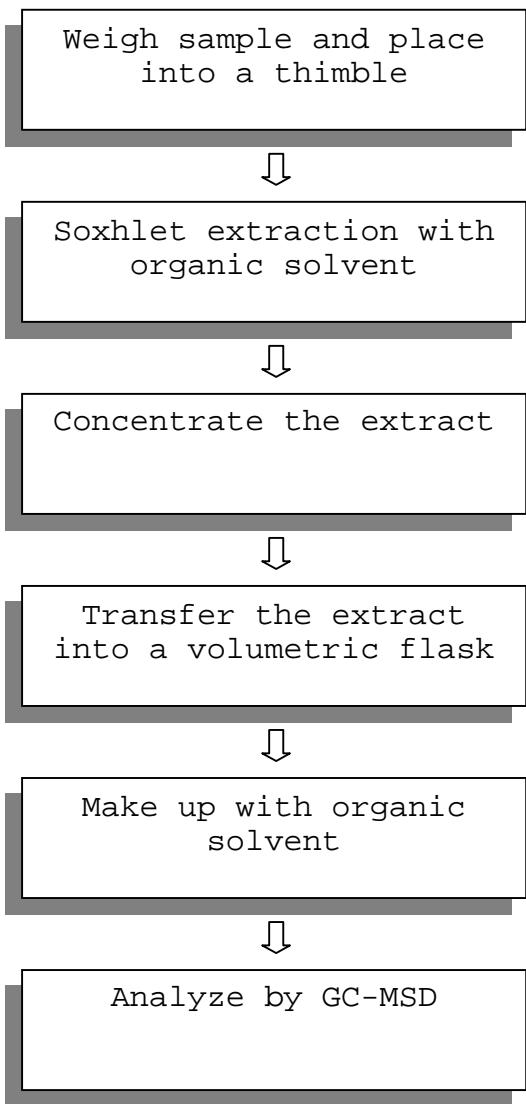 Weigh sample and place
into a thimble
Soxhlet extraction with
organic solvent
Concentrate the extract
Transfer the extract
into a volumetric flask
Make up with organic
solvent
Analyze by GC-MSD